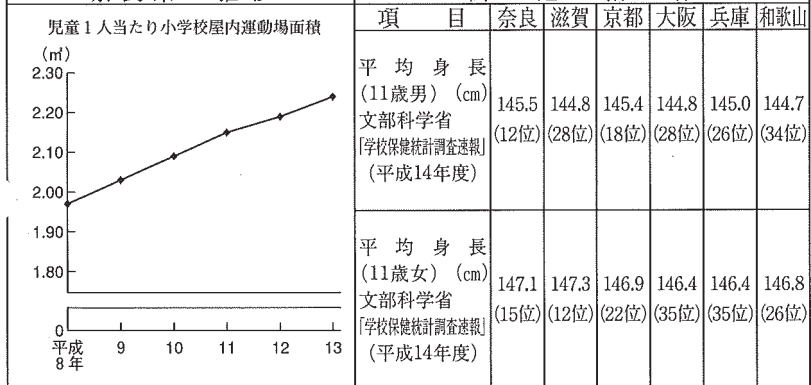 児童1人当たり小学校屋内運動場面積
(㎡)
2.30
2.20
2.10
2.00
1.90
1.80
0
平成8年 9 10 11 12 13
項 目 奈良 滋賀 京都 大阪 兵庫 和歌山
平均身長
(11歳男) (cm)
文部科学省
「学校保健統計調査速報」
(平成14年度)
145.5 144.8 145.4 144.8 145.0 144.7
(12位) (28位) (18位) (28位) (26位) (34位)
平均身長
(11歳女) (cm)
文部科学省
「学校保健統計調査速報」
(平成14年度)
147.1 147.3 146.9 146.4 146.4 146.8
(15位) (12位) (22位) (35位) (35位) (26位)